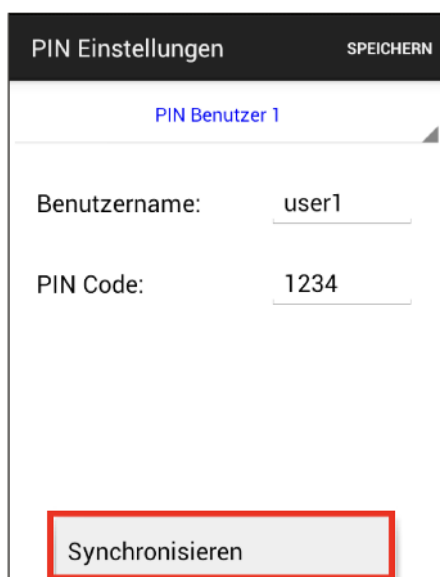 PIN Einstellungen SPEICHERN
PIN Benutzer 1
Benutzername: user1
PIN Code: 1234
Synchronisieren